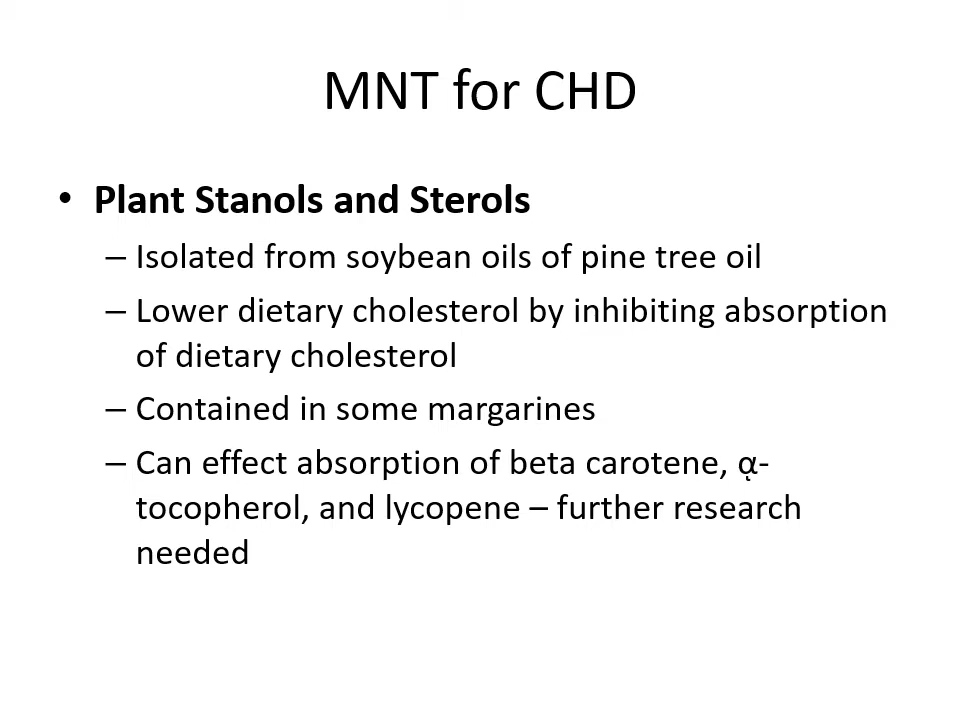 MNT for CHD
• Plant Stanols and Sterols
– Isolated from soybean oils of pine tree oil
– Lower dietary cholesterol by inhibiting absorption
of dietary cholesterol
– Contained in some margarines
– Can effect absorption of beta carotene, ᾳ-
tocopherol, and lycopene – further research
needed